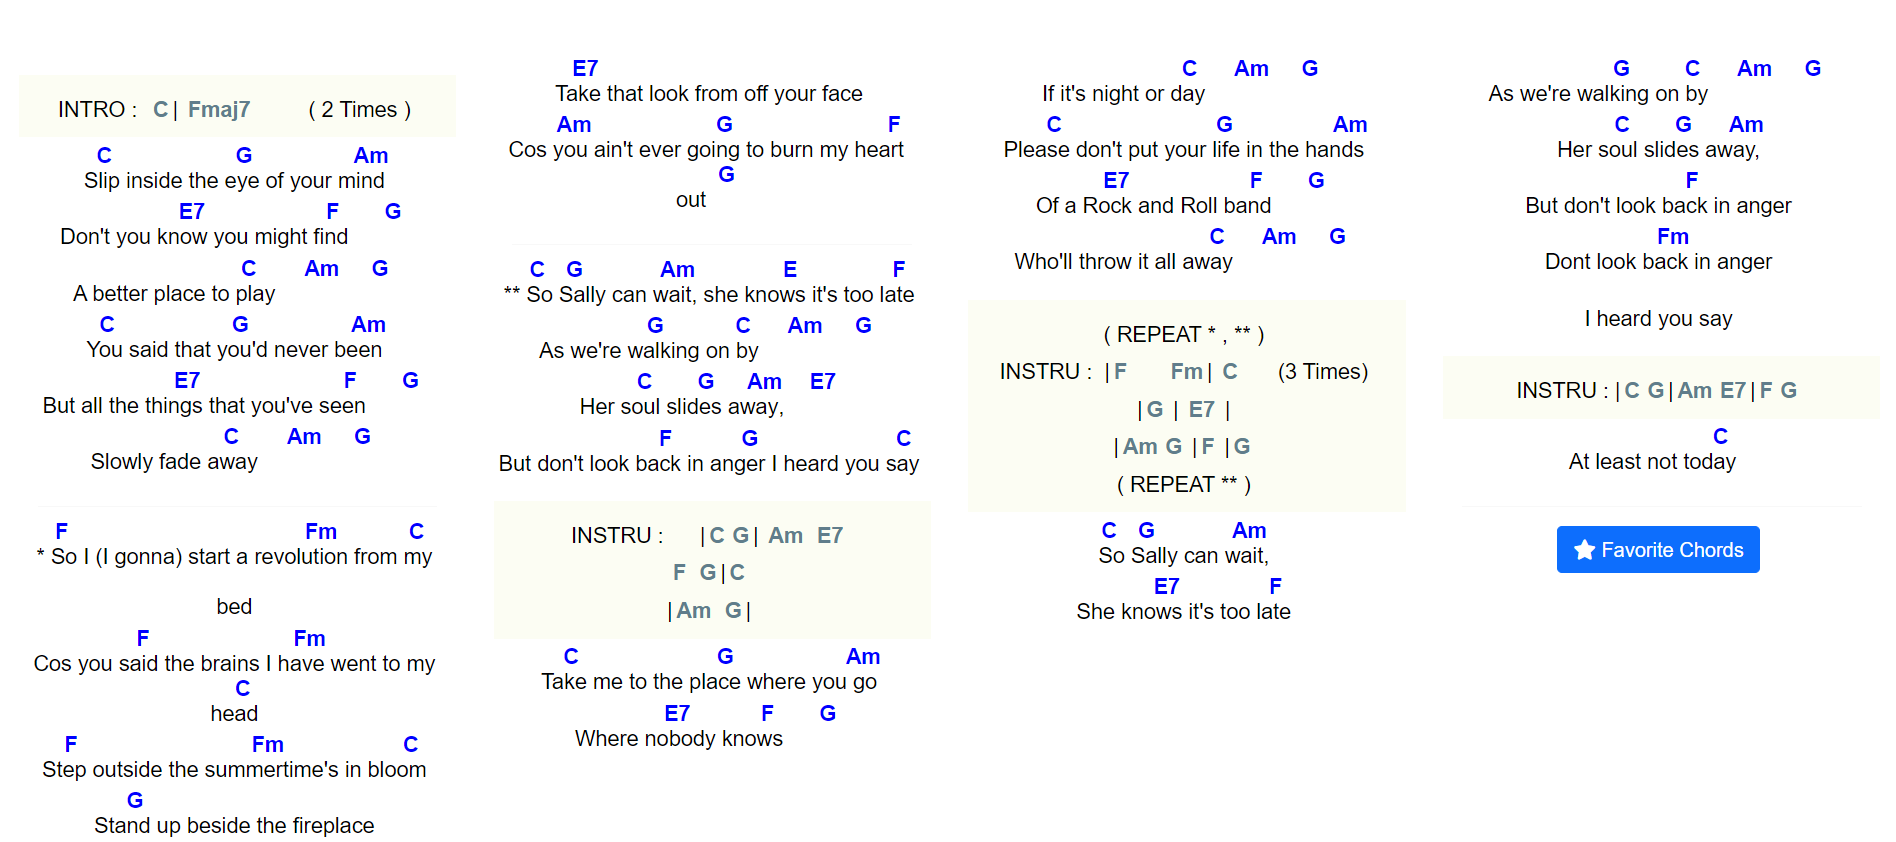 INTRO : C | Fmaj7 ( 2 Times )
C G Am
Slip inside the eye of your mind
E7 F G
Don't you know you might find
C Am G
A better place to play
C G Am
You said that you'd never been
E7 F G
But all the things that you've seen
C Am G
Slowly fade away
F Fm C
* So I (I gonna) start a revolution from my
bed
F Fm
Cos you said the brains I have went to my
C
head
F Fm C
Step outside the summertime's in bloom
G
Stand up beside the fireplace
E7
Take that look from off your face
Am G F
Cos you ain't ever going to burn my heart
G
out
C G Am E F
** So Sally can wait, she knows it's too late
G C Am G
As we're walking on by
C G Am E7
Her soul slides away,
F G C
But don't look back in anger I heard you say
INSTRU : | C G | Am E7
F G | C
| Am G |
C G Am
Take me to the place where you go
E7 F G
Where nobody knows
C Am G
If it's night or day
C G Am
Please don't put your life in the hands
E7 F G
Of a Rock and Roll band
C Am G
Who'll throw it all away
( REPEAT * , ** )
INSTRU : | F Fm | C (3 Times)
| G | E7 |
| Am G | F | G
( REPEAT ** )
C G Am
So Sally can wait,
E7 F
She knows it's too late
G C Am G
As we're walking on by
C G Am
Her soul slides away,
F
But don't look back in anger
Fm
Dont look back in anger
I heard you say
INSTRU : | C G | Am E7 | F G
C
At least not today
Favorite Chords